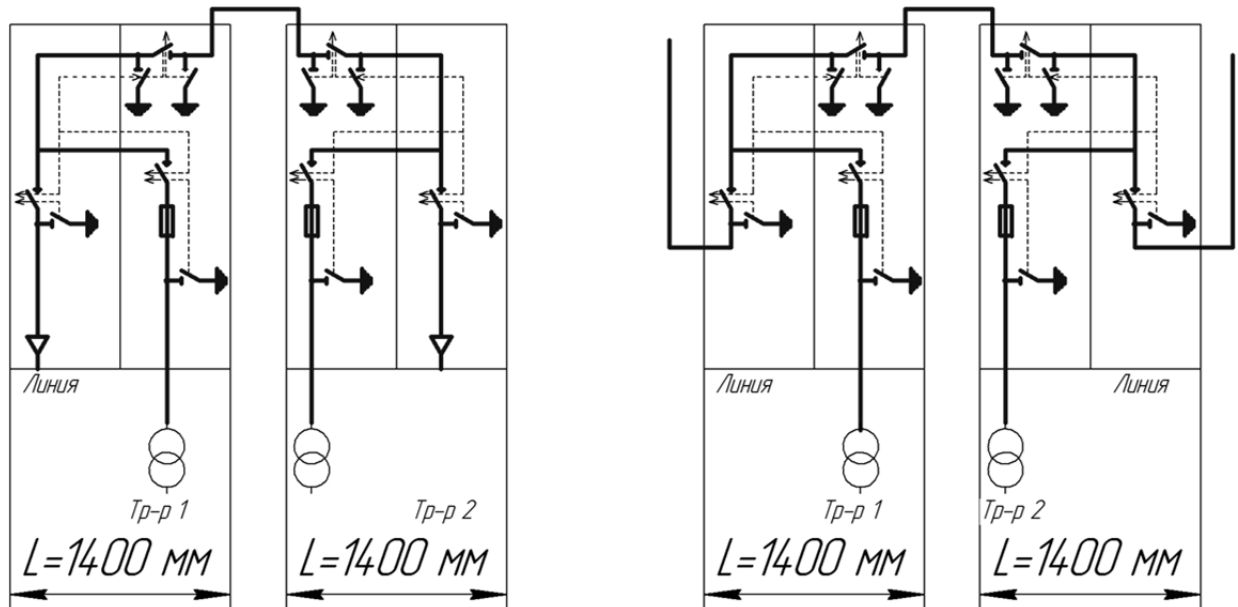 Линия
Линия
Линия
Тр-р 1
Тр-р 2
Тр-р 1
Тр-р 2
L=1400 мм
L=1400 мм
L=1400 мм
L=1400 мм